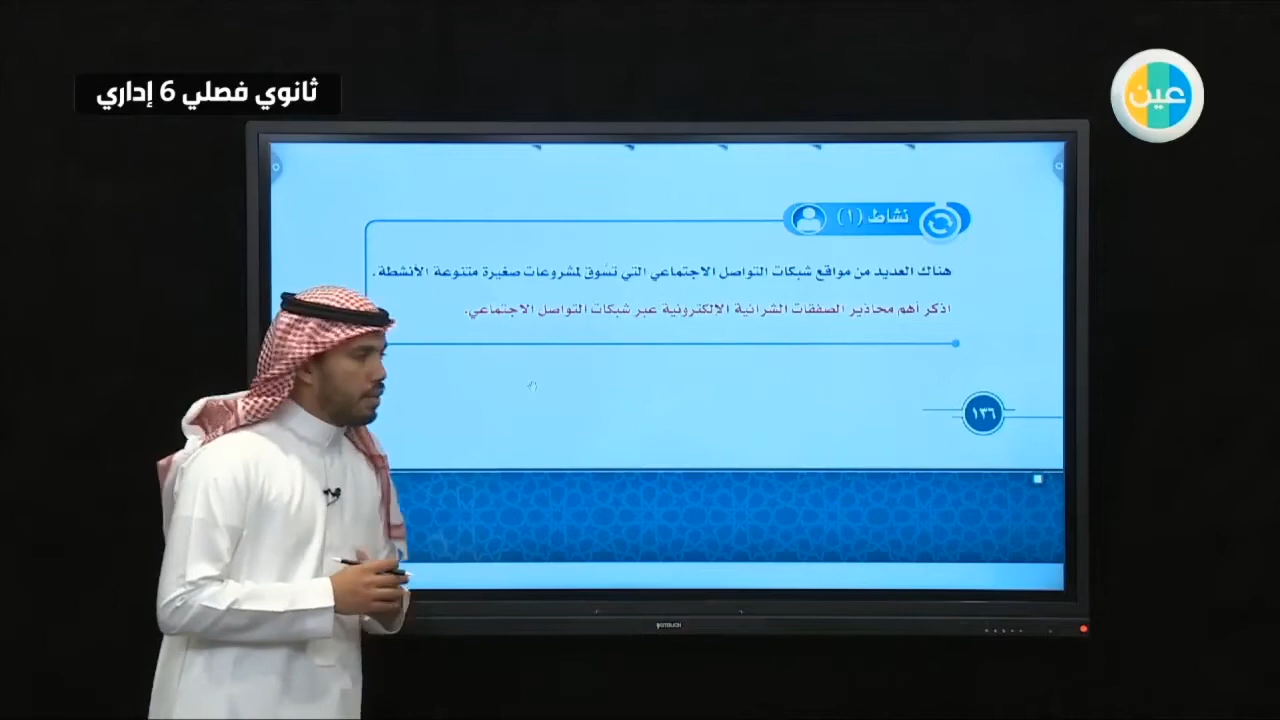 ثانوي فصلي 6 إداري
عين
نشاط (١)
هناك العديد من مواقع شبكات التواصل الاجتماعي التي تسوق لمشروعات صغيرة متنوعة الأنشطة.
اذكر أهم محاذير الصفقات الشرائية الالكترونية عبر شبكات التواصل الاجتماعي.
١٣٦